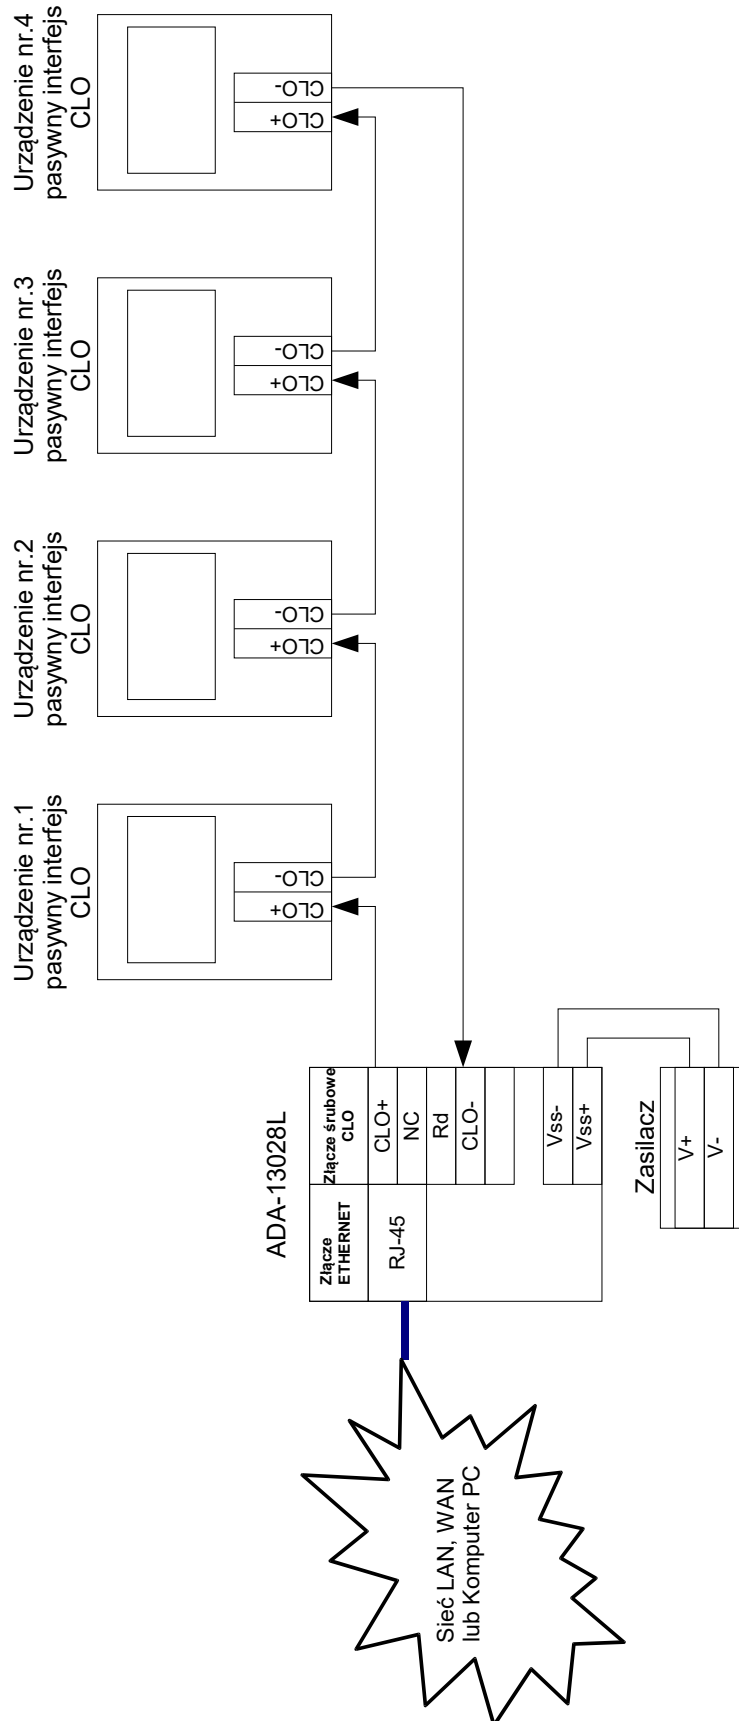 Sieć LAN, WAN
lub Komputer PC
ADA-13028L
Złącze
ETHERNET
Złącze śrubowe
CLO
RJ-45
CLO+
NC
Rd
CLO-
Vss-
Vss+
Zasilacz
V+
V-
Urządzenie nr.1
pasywny interfejs
CLO
CLO-
CLO+
Urządzenie nr.2
pasywny interfejs
CLO
CLO-
CLO+
Urządzenie nr.3
pasywny interfejs
CLO
CLO-
CLO+
Urządzenie nr.4
pasywny interfejs
CLO
CLO-
CLO+